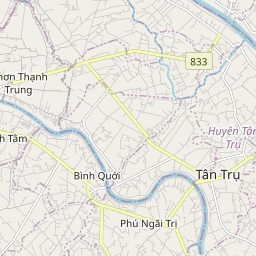 833
hơn Thạnh
Trung
h Tâm
Huyện Tân
Trụ
Bình Quới
Tân Trụ
Phú Ngãi Trị